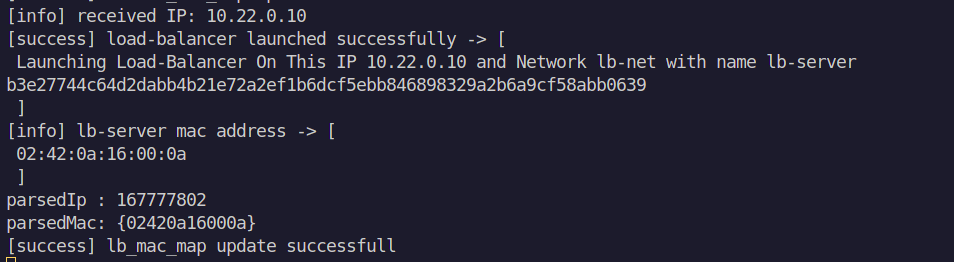 [info] received IP: 10.22.0.10
[success] load-balancer launched successfully -> [
 Launching Load-Balancer On This IP 10.22.0.10 and Network lb-net with name lb-server
b3e27744c64d2dabb4b21e72a2ef1b6dcf5ebb846898329a2b6a9cf58abb0639
 ]
[info] lb-server mac address -> [
 02:42:0a:16:00:0a
 ]
parsedIp : 167777802
parsedMac: {02420a16000a}
[success] lb_mac_map update successfull